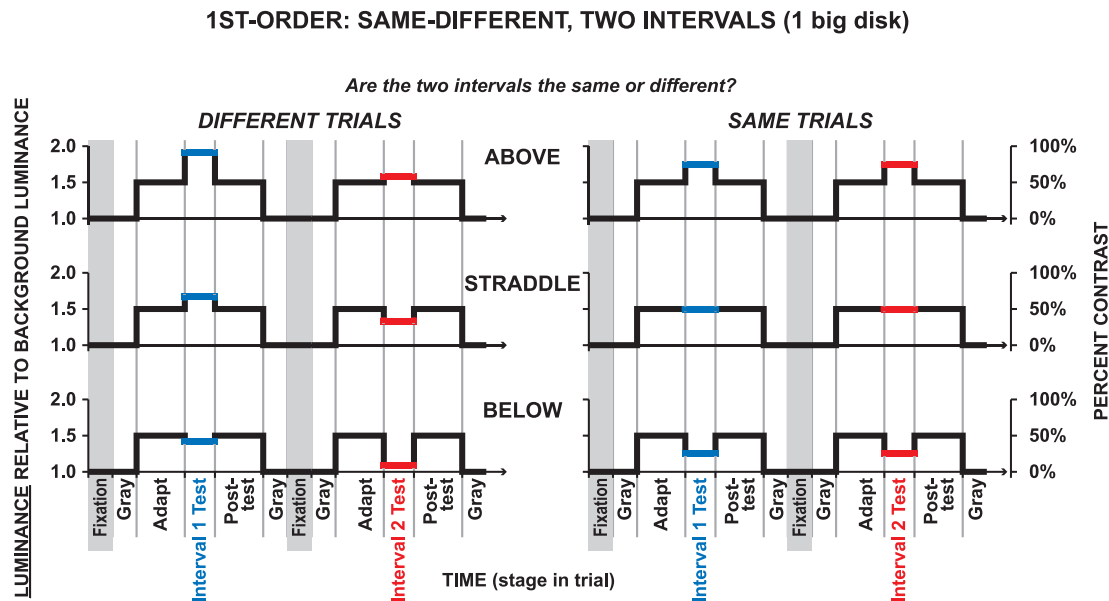 1ST-ORDER: SAME-DIFFERENT, TWO INTERVALS (1 big disk)
Are the two intervals the same or different?
DIFFERENT TRIALS
SAME TRIALS
LUMINANCE RELATIVE TO BACKGROUND LUMINANCE
2.0
1.5
1.0
ABOVE
100%
50%
0%
2.0
1.5
1.0
STRADDLE
100%
50%
0%
2.0
1.5
1.0
BELOW
100%
50%
0%
PERCENT CONTRAST
Fixation
Gray
Adapt
Interval 1 Test
Post-
test
Gray
Fixation
Gray
Adapt
Interval 2 Test
Post-
test
Gray
Fixation
Gray
Adapt
Interval 1 Test
Post-
test
Gray
Fixation
Gray
Adapt
Interval 2 Test
Post-
test
Gray
TIME (stage in trial)